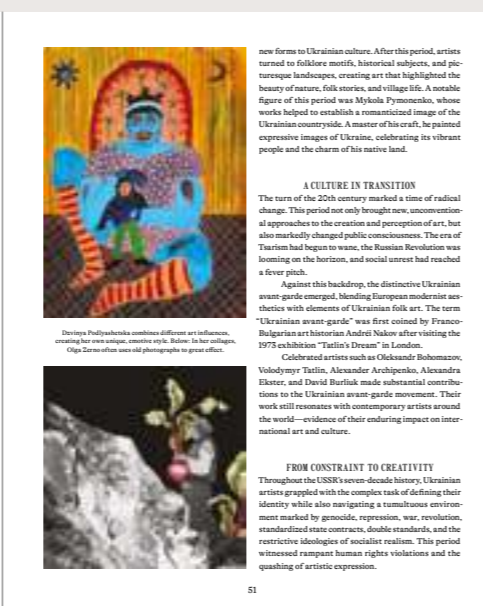 new forms to Ukrainian culture. After this period, artists
turned to folklore motifs, historical subjects, and pic-
turesque landscapes, creating art that highlighted the
beauty of nature, folk stories, and village life. A notable
figure of this period was Mykola Pymonenko, whose
works helped to establish a romanticized image of the
Ukrainian countryside. A master of his craft, he painted
expressive images of Ukraine, celebrating its vibrant
people and the charm of his native land.
A CULTURE IN TRANSITION
The turn of the 20th century marked a time of radical
change. This period not only brought new, unconvention-
al approaches to the creation and perception of art, but
also markedly changed public consciousness. The era of
Tsarism had begun to wane, the Russian Revolution was
looming on the horizon, and social unrest had reached
a fever pitch.
Against this backdrop, the distinctive Ukrainian
avant-garde emerged, blending European modernist aes-
thetics with elements of Ukrainian folk art. The term
“Ukrainian avant-garde” was first coined by Franco-
Bulgarian art historian Andréi Nakov after visiting the
1973 exhibition “Tatlin’s Dream” in London.
Celebrated artists such as Oleksandr Bohomazov,
Volodymyr Tatlin, Alexander Archipenko, Alexandra
Ekster, and David Burliuk made substantial contribu-
tions to the Ukrainian avant-garde movement. Their
work still resonates with contemporary artists around
the world—evidence of their enduring impact on inter-
national art and culture.
FROM CONSTRAINT TO CREATIVITY
Throughout the USSR’s seven-decade history, Ukrainian
artists grappled with the complex task of defining their
identity while also navigating a tumultuous environ-
ment marked by genocide, repression, war, revolution,
standardized state contracts, double standards, and the
restrictive ideologies of socialist realism. This period
witnessed rampant human rights violations and the
quashing of artistic expression.
Devinya Podlyashetska combines different art influences,
creating her own unique, emotive style. Below: In her collages,
Olga Zerno often uses old photographs to great effect.
51